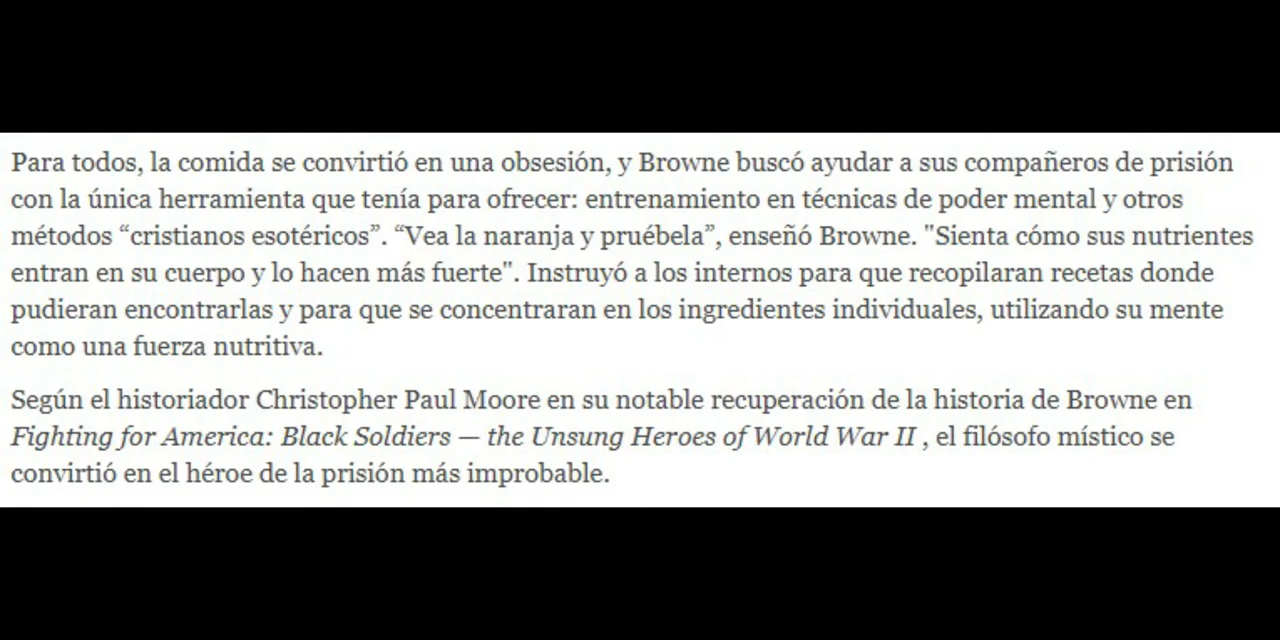 Para todos, la comida se convirtió en una obsesión, y Browne buscó ayudar a sus compañeros de prisión
con la única herramienta que tenía para ofrecer: entrenamiento en técnicas de poder mental y otros
métodos “cristianos esotéricos”. “Vea la naranja y pruébela”, enseñó Browne. "Sienta cómo sus nutrientes
entran en su cuerpo y lo hacen más fuerte". Instruyó a los internos para que recopilaran recetas donde
pudieran encontrarlas y para que se concentraran en los ingredientes individuales, utilizando su mente
como una fuerza nutritiva.
Según el historiador Christopher Paul Moore en su notable recuperación de la historia de Browne en
Fighting for America: Black Soldiers — the Unsung Heroes of World War II , el filósofo místico se
convirtió en el héroe de la prisión más improbable.